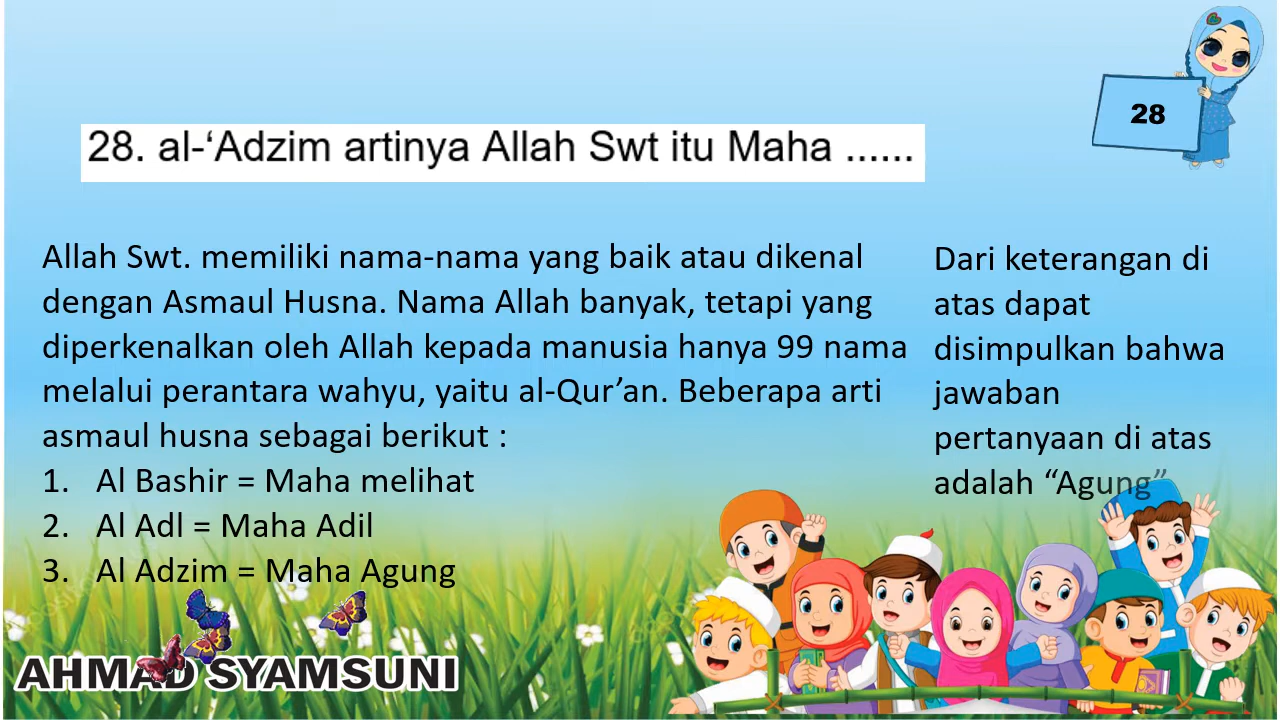 28
28. al-‘Adzim artinya Allah Swt itu Maha ......
Allah Swt. memiliki nama-nama yang baik atau dikenal
dengan Asmaul Husna. Nama Allah banyak, tetapi yang
diperkenalkan oleh Allah kepada manusia hanya 99 nama
melalui perantara wahyu, yaitu al-Qur’an. Beberapa arti
asmaul husna sebagai berikut :
1. Al Bashir = Maha melihat
2. Al Adl = Maha Adil
3. Al Adzim = Maha Agung
Dari keterangan di
atas dapat
disimpulkan bahwa
jawaban
pertanyaan di atas
adalah “Agung”
AHMAD SYAMSUNI